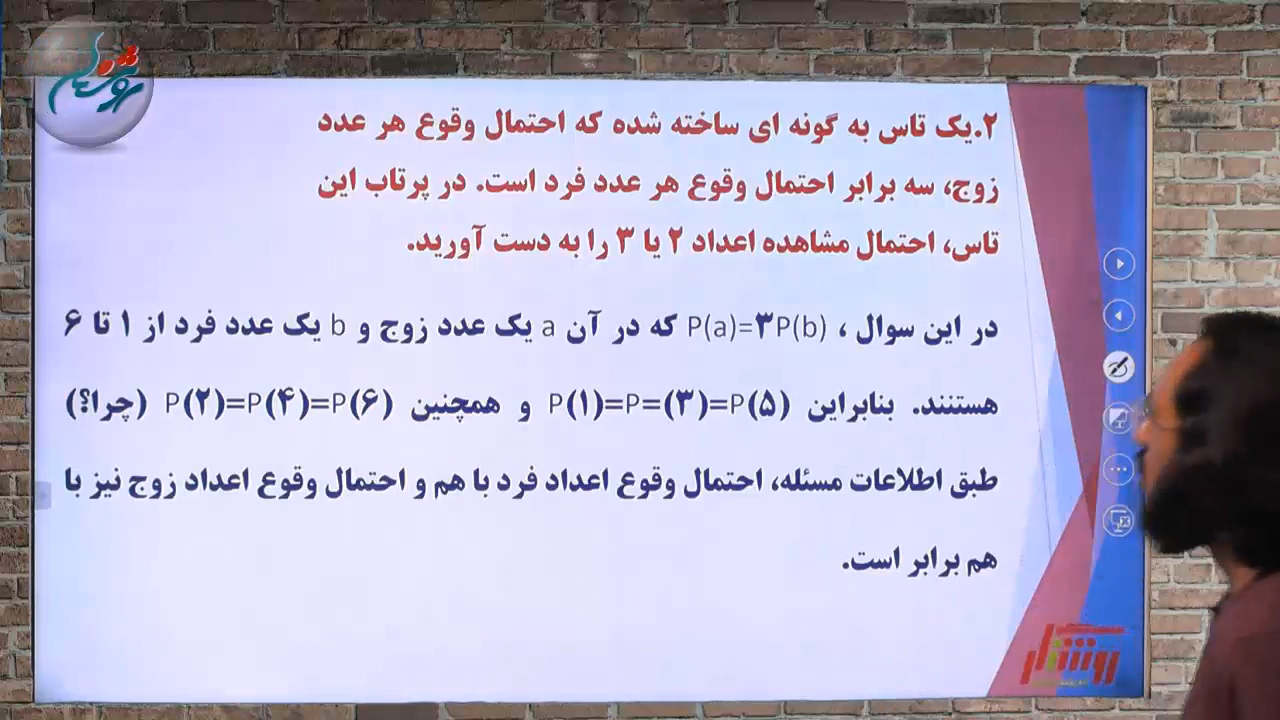 ۲.یک تاس به گونه ای ساخته شده که احتمال وقوع هر عدد
زوج، سه برابر احتمال وقوع هر عدد فرد است. در پرتاب این
تاس، احتمال مشاهده اعداد ۲ یا ۳ را به دست آورید.
در این سوال ، P(a)=۳P(b) که در آن a یک عدد زوج و b یک عدد فرد از ۱ تا ۶
هستنند. بنابراین P(۱)=P=(۳)=P(۵) و همچنین P(۲)=P(۴)=P(۶) (چرا؟)
طبق اطلاعات مسئله، احتمال وقوع اعداد فرد با هم و احتمال وقوع اعداد زوج نیز با
هم برابر است.